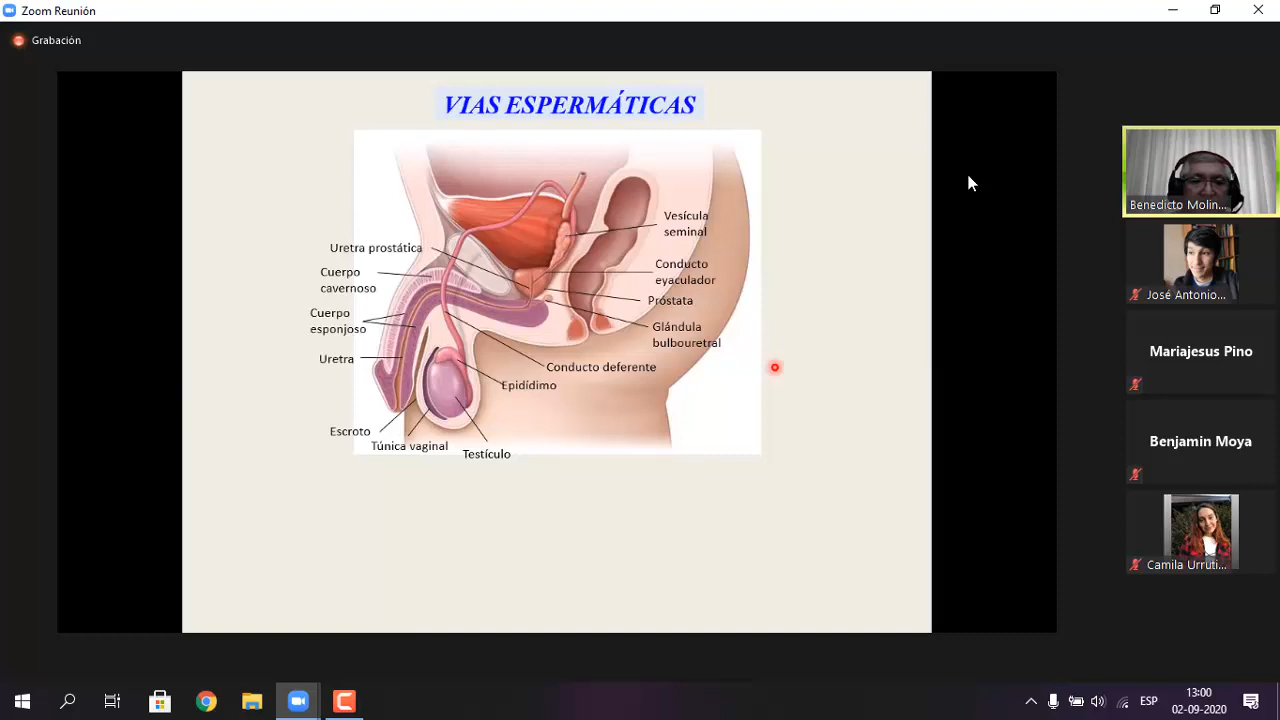 Zoom Reunión
Grabación
VIAS ESPERMÁTICAS
Vesícula
seminal
Uretra prostática
Conducto
eyaculador
Cuerpo
cavernoso
Próstata
Cuerpo
esponjoso
Glándula
bulbouretral
Uretra
Conducto deferente
Epidídimo
Escroto
Túnica vaginal
Testículo
Benedicto Molin...
José Antonio...
Mariajesus Pino
Benjamin Moya
Camila Urruti...
ESP
13:00
02-09-2020